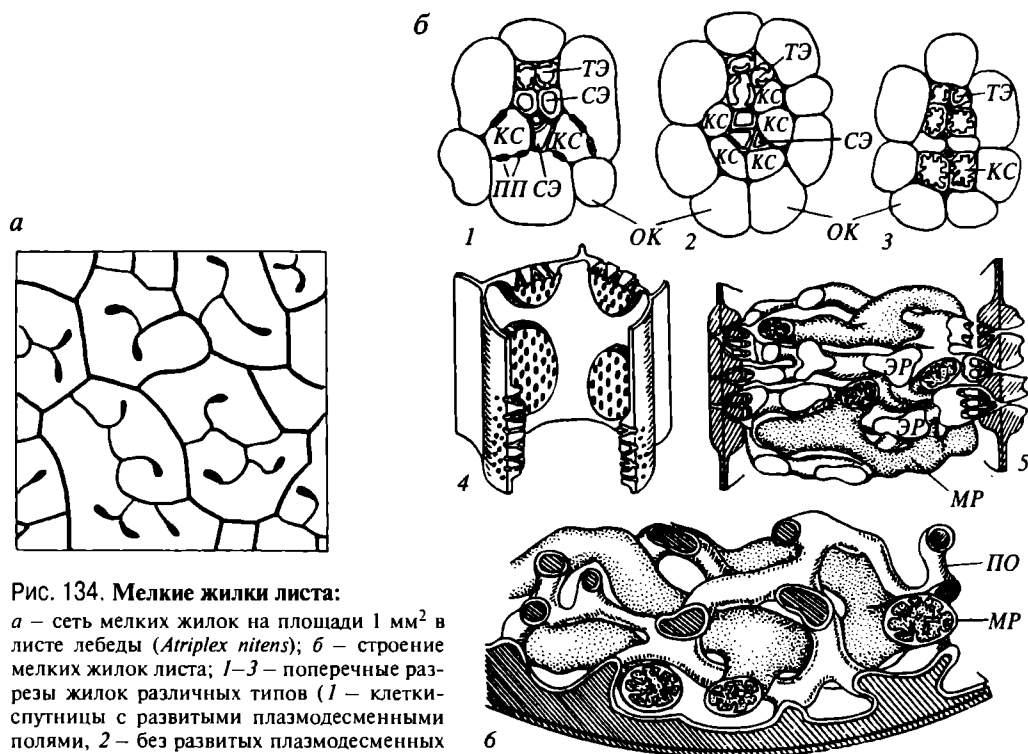 б
ТЭ
СЭ
КС
КС
ПП
СЭ
1
ТЭ
КС
КС
КС
СЭ
КС
КС
2
ТЭ
КС
3
ОК
ОК
4
ЭР
ЭР
МР
5
ПО
МР
6
а
Рис. 134. Мелкие жилки листа:
а – сеть мелких жилок на площади 1 мм² в
листе лебеды (Atriplex nitens); б – строение
мелких жилок листа; 1–3 – поперечные раз-
резы жилок различных типов (1 – клетки-
спутницы с развитыми плазмодесменными
полями, 2 – без развитых плазмодесменных